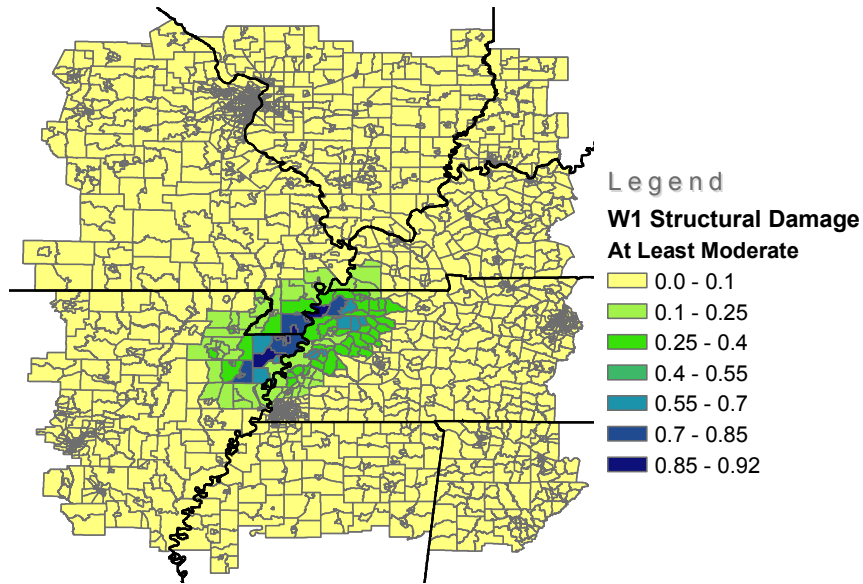 Legend
W1 Structural Damage
At Least Moderate
0.0 - 0.1
0.1 - 0.25
0.25 - 0.4
0.4 - 0.55
0.55 - 0.7
0.7 - 0.85
0.85 - 0.92